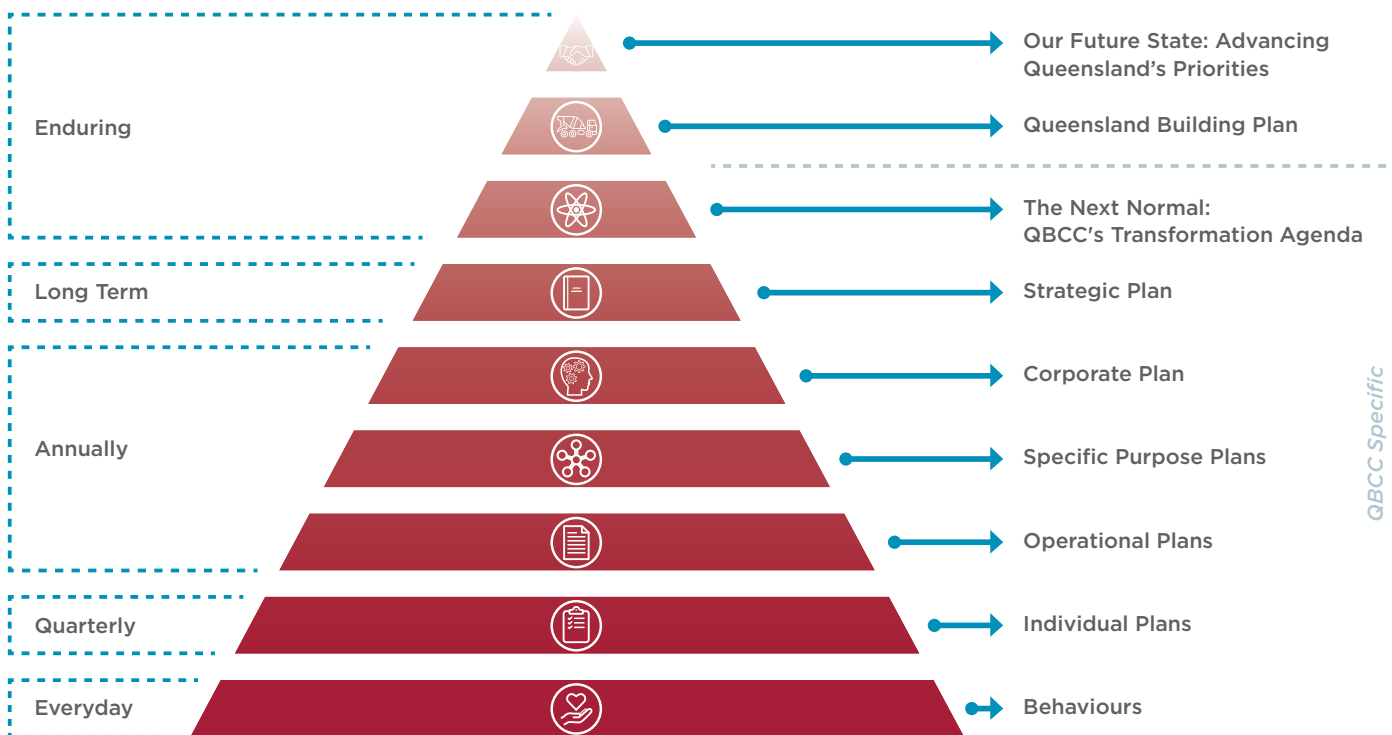 Our Future State: Advancing
Queensland’s Priorities
Enduring
Queensland Building Plan
The Next Normal:
QBCC's Transformation Agenda
Long Term
Strategic Plan
Corporate Plan
Annually
Specific Purpose Plans
QBCC Specific
Operational Plans
Quarterly
Individual Plans
Everyday
Behaviours